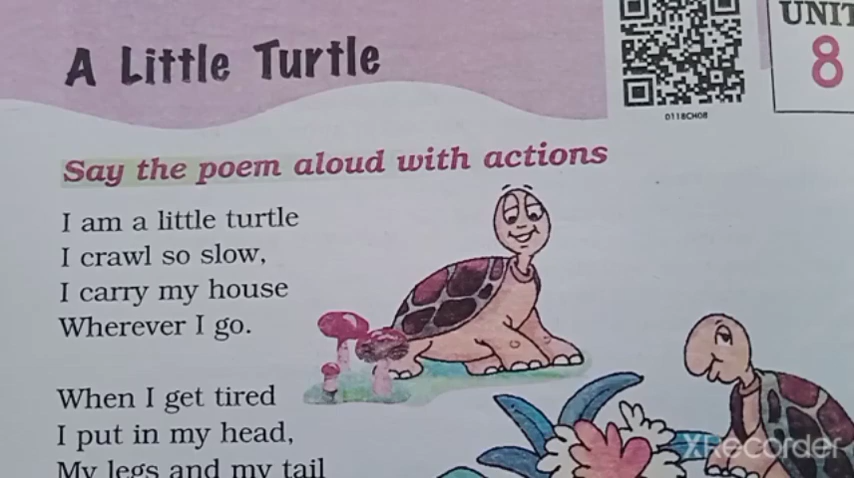 A Little Turtle
UNIT
8
0118CH08
Say the poem aloud with actions
I am a little turtle
I crawl so slow,
I carry my house
Wherever I go.
When I get tired
I put in my head,
My legs and my tail
XRecorder